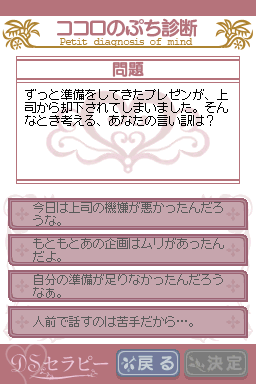 ココロのぷち診断
Petit diagnosis of mind
問題
ずっと準備をしてきたプレゼンが、上
司から却下されてしまいました。そん
なとき考える、あなたの言い訳は?
今日は上司の機嫌が悪かったんだろ
うな。
もともとあの企画はムリがあったん
だよ。
自分の準備が足りなかったんだろう
なぁ。
人前で話すのは苦手だから…。
DSセラピー
戻る
決定